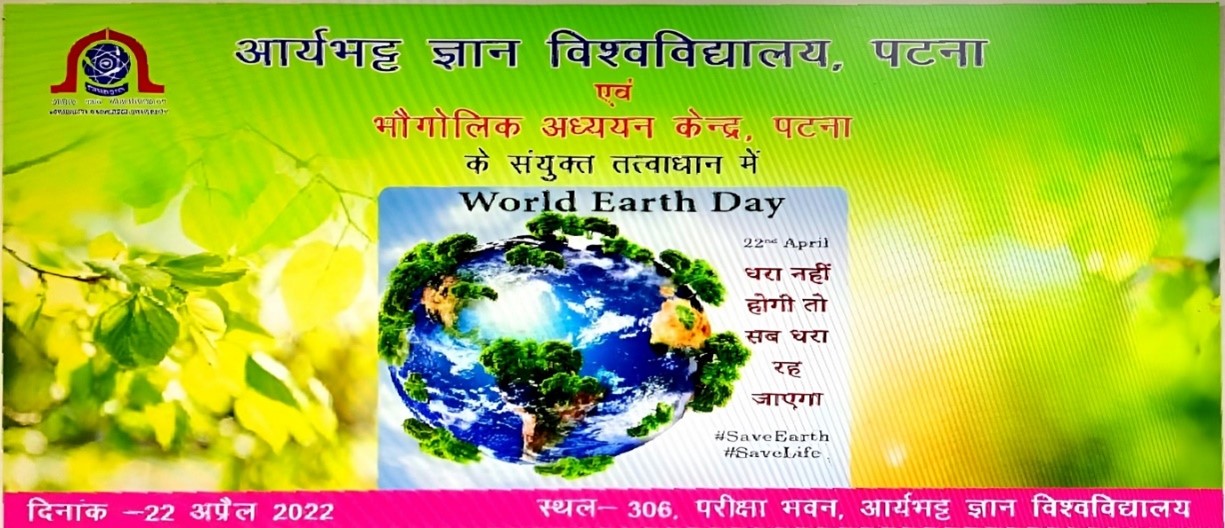 आर्यभट्ट ज्ञान विश्वविद्यालय, पटना
एवं
भौगोलिक अध्ययन केन्द्र, पटना
के संयुक्त तत्वाधान में
World Earth Day
22nd April
धरा नहीं
होगी तो
सब धरा
रह
जाएगा
#SaveEarth
#SaveLife
दिनांक –22 अप्रैल 2022
स्थल– 306, परीक्षा भवन, आर्यभट्ट ज्ञान विश्वविद्यालय